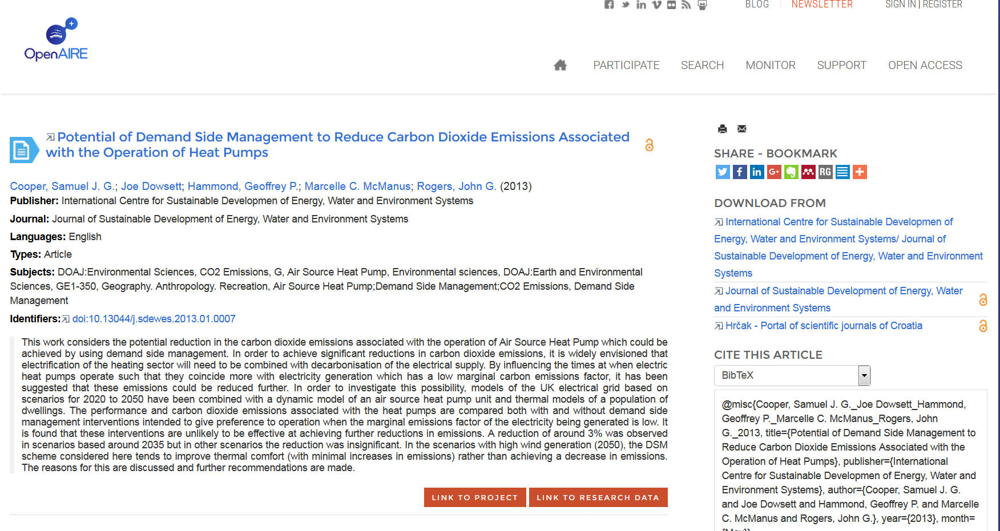 BLOG
NEWSLETTER
SIGN IN | REGISTER
OpenAIRE
PARTICIPATE
SEARCH
MONITOR
SUPPORT
OPEN ACCESS
Potential of Demand Side Management to Reduce Carbon Dioxide Emissions Associated
with the Operation of Heat Pumps
Cooper, Samuel J. G.; Joe Dowsett; Hammond, Geoffrey P.; Marcelle C. McManus; Rogers, John G. (2013)
Publisher: International Centre for Sustainable Developmen of Energy, Water and Environment Systems
Journal: Journal of Sustainable Development of Energy, Water and Environment Systems
Languages: English
Types: Article
Subjects: DOAJ:Environmental Sciences, CO2 Emissions, G, Air Source Heat Pump, Environmental sciences, DOAJ:Earth and Environmental
Sciences, GE1-350, Geography. Anthropology. Recreation, Air Source Heat Pump;Demand Side Management;CO2 Emissions, Demand Side
Management
Identifiers: doi:10.13044/j.sdewes.2013.01.0007
This work considers the potential reduction in the carbon dioxide emissions associated with the operation of Air Source Heat Pump which could be
achieved by using demand side management. In order to achieve significant reductions in carbon dioxide emissions, it is widely envisioned that
electrification of the heating sector will need to be combined with decarbonisation of the electrical supply. By influencing the times at when electric
heat pumps operate such that they coincide more with electricity generation which has a low marginal carbon emissions factor, it has been
suggested that these emissions could be reduced further. In order to investigate this possibility, models of the UK electrical grid based on
scenarios for 2020 to 2050 have been combined with a dynamic model of an air source heat pump unit and thermal models of a population of
dwellings. The performance and carbon dioxide emissions associated with the heat pumps are compared both with and without demand side
management interventions intended to give preference to operation when the marginal emissions factor of the electricity being generated is low. It
is found that these interventions are unlikely to be effective at achieving further reductions in emissions. A reduction of around 3% was observed
in scenarios based around 2035 but in other scenarios the reduction was insignificant. In the scenarios with high wind generation (2050), the DSM
scheme considered here tends to improve thermal comfort (with minimal increases in emissions) rather than achieving a decrease in emissions.
The reasons for this are discussed and further recommendations are made.
LINK TO PROJECT
LINK TO RESEARCH DATA
SHARE - BOOKMARK
in
G+
RG
DOWNLOAD FROM
International Centre for Sustainable Developmen of
Energy, Water and Environment Systems/ Journal of
Sustainable Development of Energy, Water and Environment
Systems
Journal of Sustainable Development of Energy, Water
and Environment Systems
Hrčak - Portal of scientific journals of Croatia
CITE THIS ARTICLE
BibTeX
@misc{Cooper, Samuel J. G._Joe Dowsett_Hammond,
Geoffrey P._Marcelle C. McManus_Rogers, John
G._2013, title={Potential of Demand Side Management to
Reduce Carbon Dioxide Emissions Associated with the
Operation of Heat Pumps}, publisher={International
Centre for Sustainable Developmen of Energy, Water and
Environment Systems}, author={Cooper, Samuel J. G.
and Joe Dowsett and Hammond, Geoffrey P. and Marcelle
C. McManus and Rogers, John G.}, year={2013}, month=